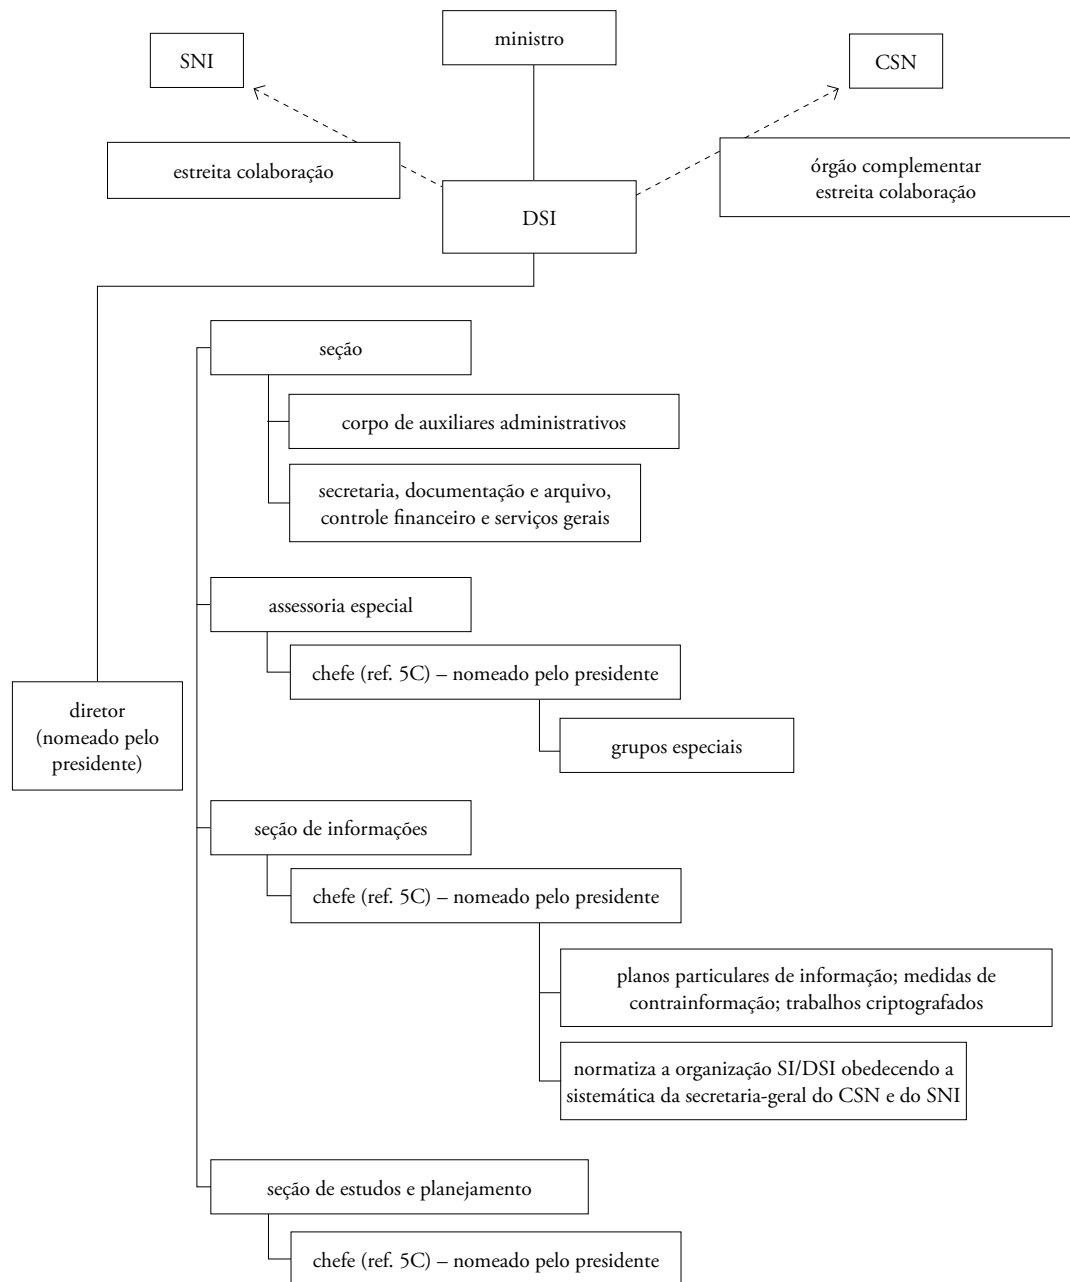 ministro
SNI
CSN
estreita colaboração
órgão complementar
estreita colaboração
DSI
seção
corpo de auxiliares administrativos
secretaria, documentação e arquivo,
controle financeiro e serviços gerais
assessoria especial
chefe (ref. 5C) – nomeado pelo presidente
diretor
(nomeado pelo
presidente)
grupos especiais
seção de informações
chefe (ref. 5C) – nomeado pelo presidente
planos particulares de informação; medidas de
contrainformação; trabalhos criptografados
normatiza a organização SI/DSI obedecendo a
sistemática da secretaria-geral do CSN e do SNI
seção de estudos e planejamento
chefe (ref. 5C) – nomeado pelo presidente